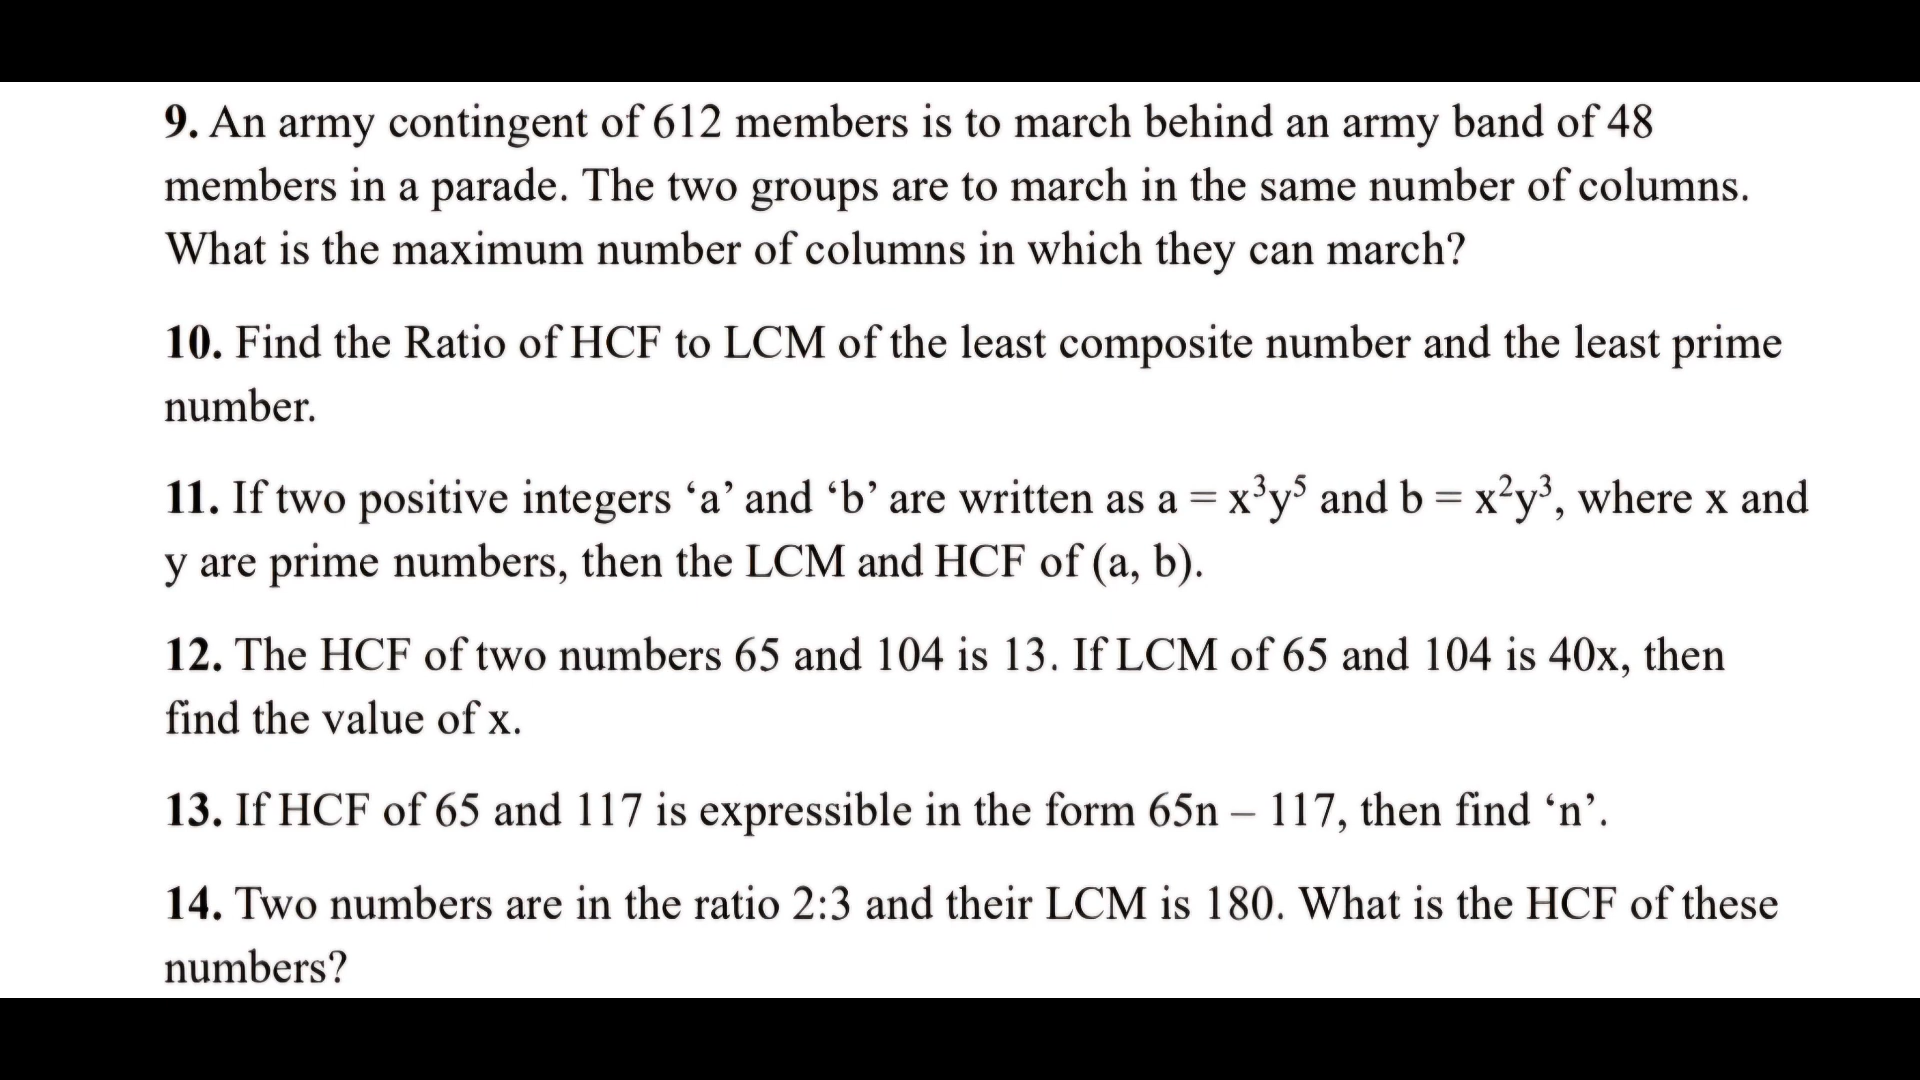 9. An army contingent of 612 members is to march behind an army band of 48
members in a parade. The two groups are to march in the same number of columns.
What is the maximum number of columns in which they can march?
10. Find the Ratio of HCF to LCM of the least composite number and the least prime
number.
11. If two positive integers ‘a’ and ‘b’ are written as a = x³y⁵ and b = x²y³, where x and
y are prime numbers, then the LCM and HCF of (a, b).
12. The HCF of two numbers 65 and 104 is 13. If LCM of 65 and 104 is 40x, then
find the value of x.
13. If HCF of 65 and 117 is expressible in the form 65n – 117, then find ‘n’.
14. Two numbers are in the ratio 2:3 and their LCM is 180. What is the HCF of these
numbers?